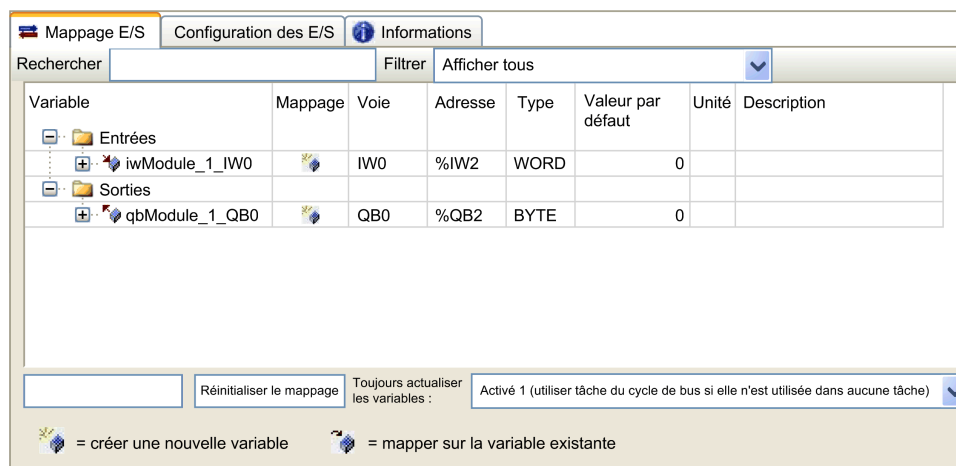 Mappage E/S Configuration des E/S Informations
Rechercher Filtrer Afficher tous
Variable Mappage Voie Adresse Type Valeur par défaut Unité Description
Entrées
iwModule_1_IW0 IW0 %IW2 WORD 0
Sorties
qbModule_1_QB0 QB0 %QB2 BYTE 0
Réinitialiser le mappage Toujours actualiser les variables : Activé 1 (utiliser tâche du cycle de bus si elle n'est utilisée dans aucune tâche)
= créer une nouvelle variable = mapper sur la variable existante